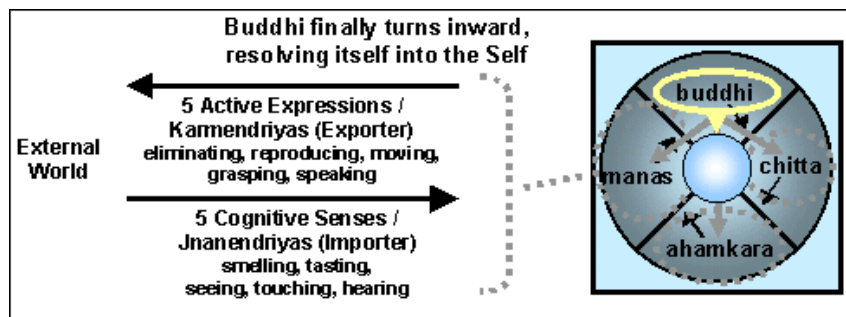 Buddhi finally turns inward,
resolving itself into the Self
5 Active Expressions /
Karmendriyas (Exporter)
eliminating, reproducing, moving,
grasping, speaking
External
World
5 Cognitive Senses /
Jnanendriyas (Importer)
smelling, tasting,
seeing, touching, hearing
buddhi
manas
chitta
ahamkara